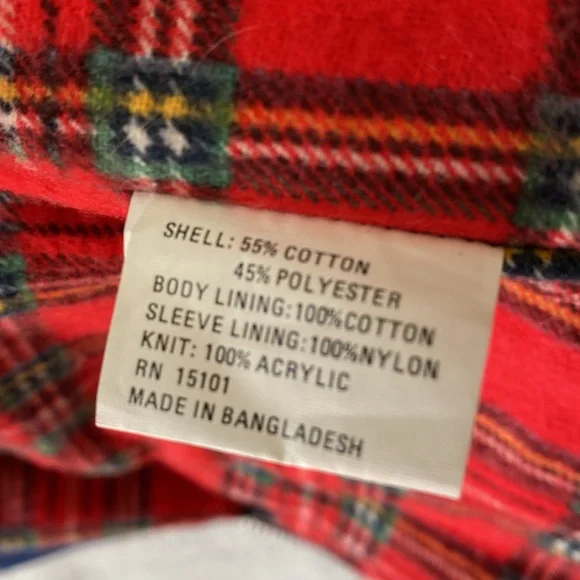 SHELL: 55% COTTON
45% POLYESTER
BODY LINING:100%COTTON
SLEEVE LINING:100%NYLON
KNIT: 100% ACRYLIC
RN 15101
MADE IN BANGLADESH